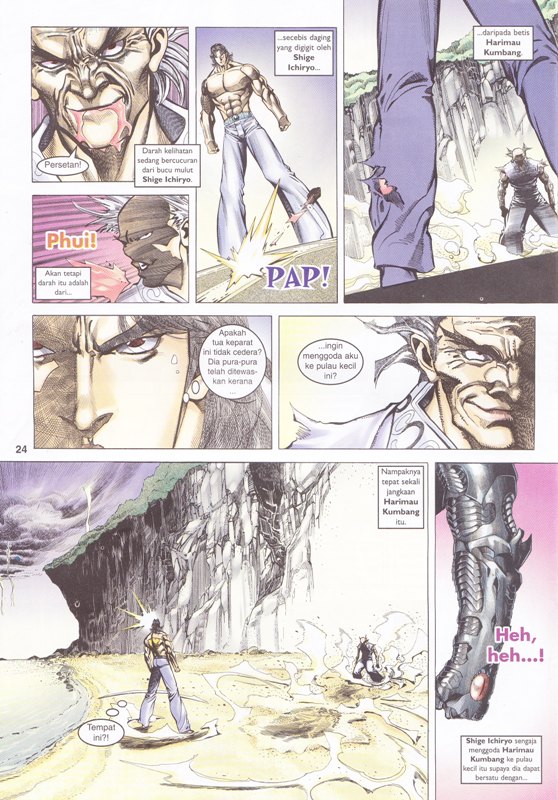 Persetan!
Darah kelihatan
sedang bercucuran
dari bucu mulut
Shige Ichiryo.
Phui!
Akan tetapi
darah itu adalah
dari...
...secebis daging
yang digigit oleh
Shige
Ichiryo...
PAP!
...daripada betis
Harimau
Kumbang.
Apakah
tua keparat
ini tidak cedera?
Dia pura-pura
telah ditewas-
kan kerana
...
...ingin
menggoda aku
ke pulau kecil
ini?
24
Nampaknya
tepat sekali
jangkaan
Harimau
Kumbang
itu.
Tempat
ini?!
Heh,
heh...!
Shige Ichiryo sengaja
menggoda Harimau
Kumbang ke pulau
kecil itu supaya dia dapat
bersatu dengan...